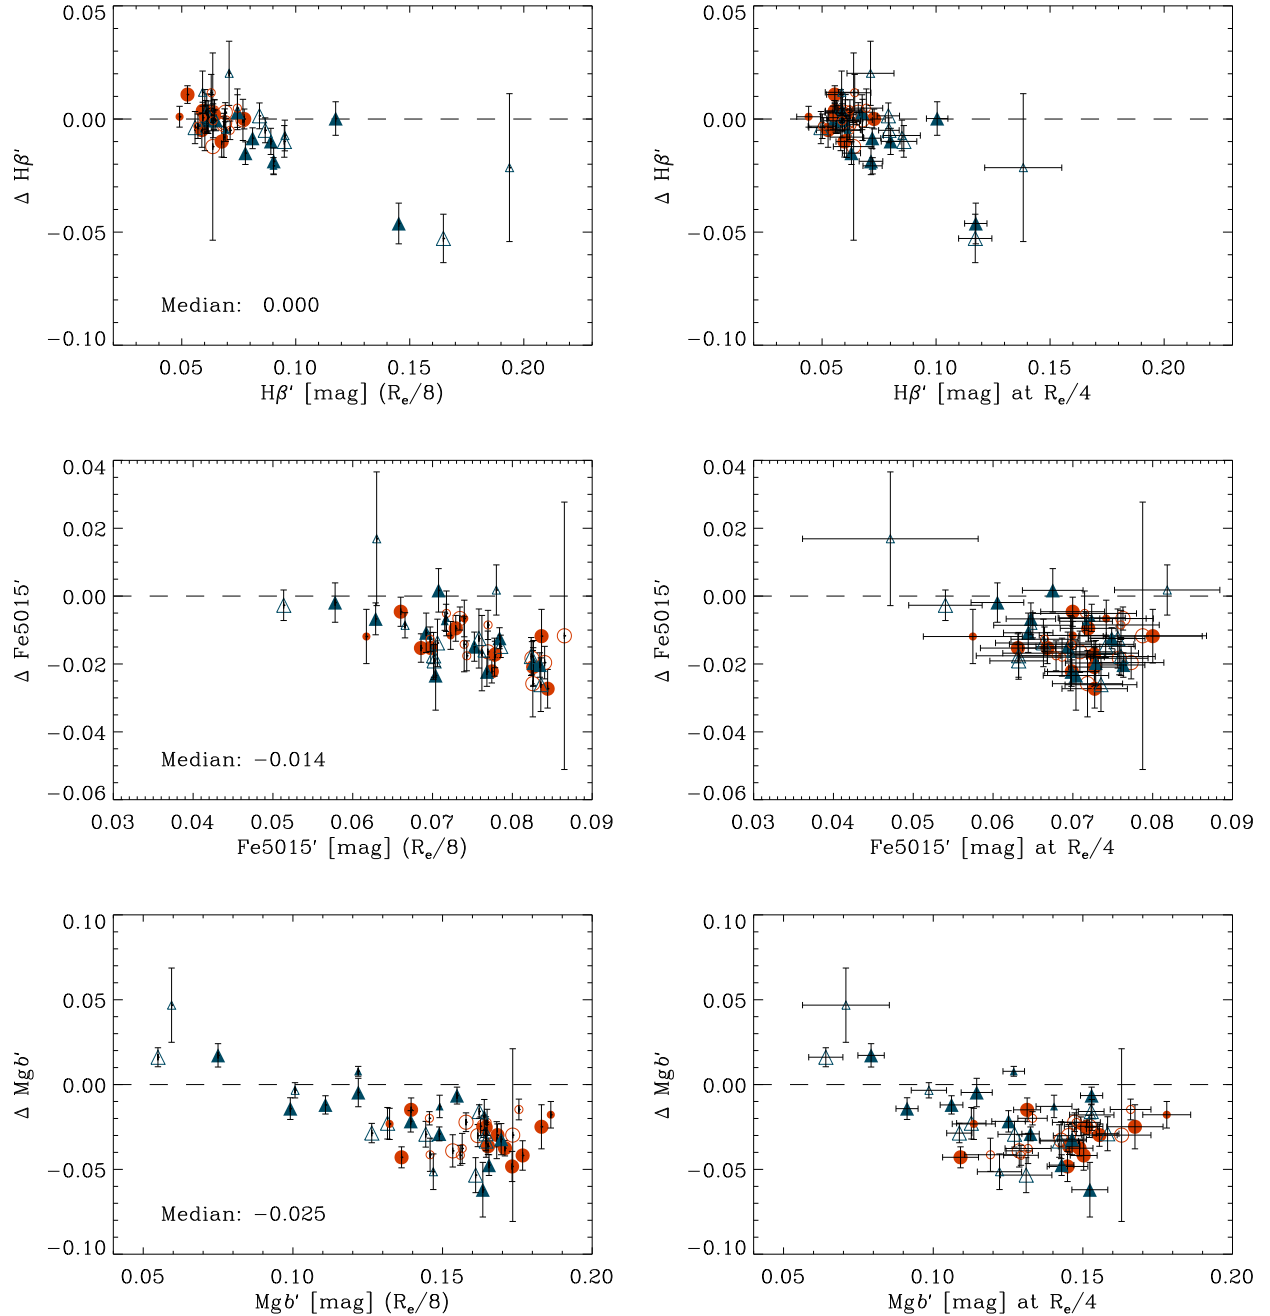 0.05
0.00
−0.05
−0.10
Δ Hβ′
0.05 0.10 0.15 0.20
Hβ′ [mag] (Re/8)
Median: 0.000
0.05
0.00
−0.05
−0.10
Δ Hβ′
0.05 0.10 0.15 0.20
Hβ′ [mag] at Re/4
0.04
0.02
0.00
−0.02
−0.04
−0.06
Δ Fe5015′
Median: −0.014
0.03 0.04 0.05 0.06 0.07 0.08 0.09
Fe5015′ [mag] (Re/8)
0.04
0.02
0.00
−0.02
−0.04
−0.06
Δ Fe5015′
0.03 0.04 0.05 0.06 0.07 0.08 0.09
Fe5015′ [mag] at Re/4
0.10
0.05
0.00
−0.05
−0.10
Δ Mgb′
Median: −0.025
0.05 0.10 0.15 0.20
Mgb′ [mag] (Re/8)
0.10
0.05
0.00
−0.05
−0.10
Δ Mgb′
0.05 0.10 0.15 0.20
Mgb′ [mag] at Re/4